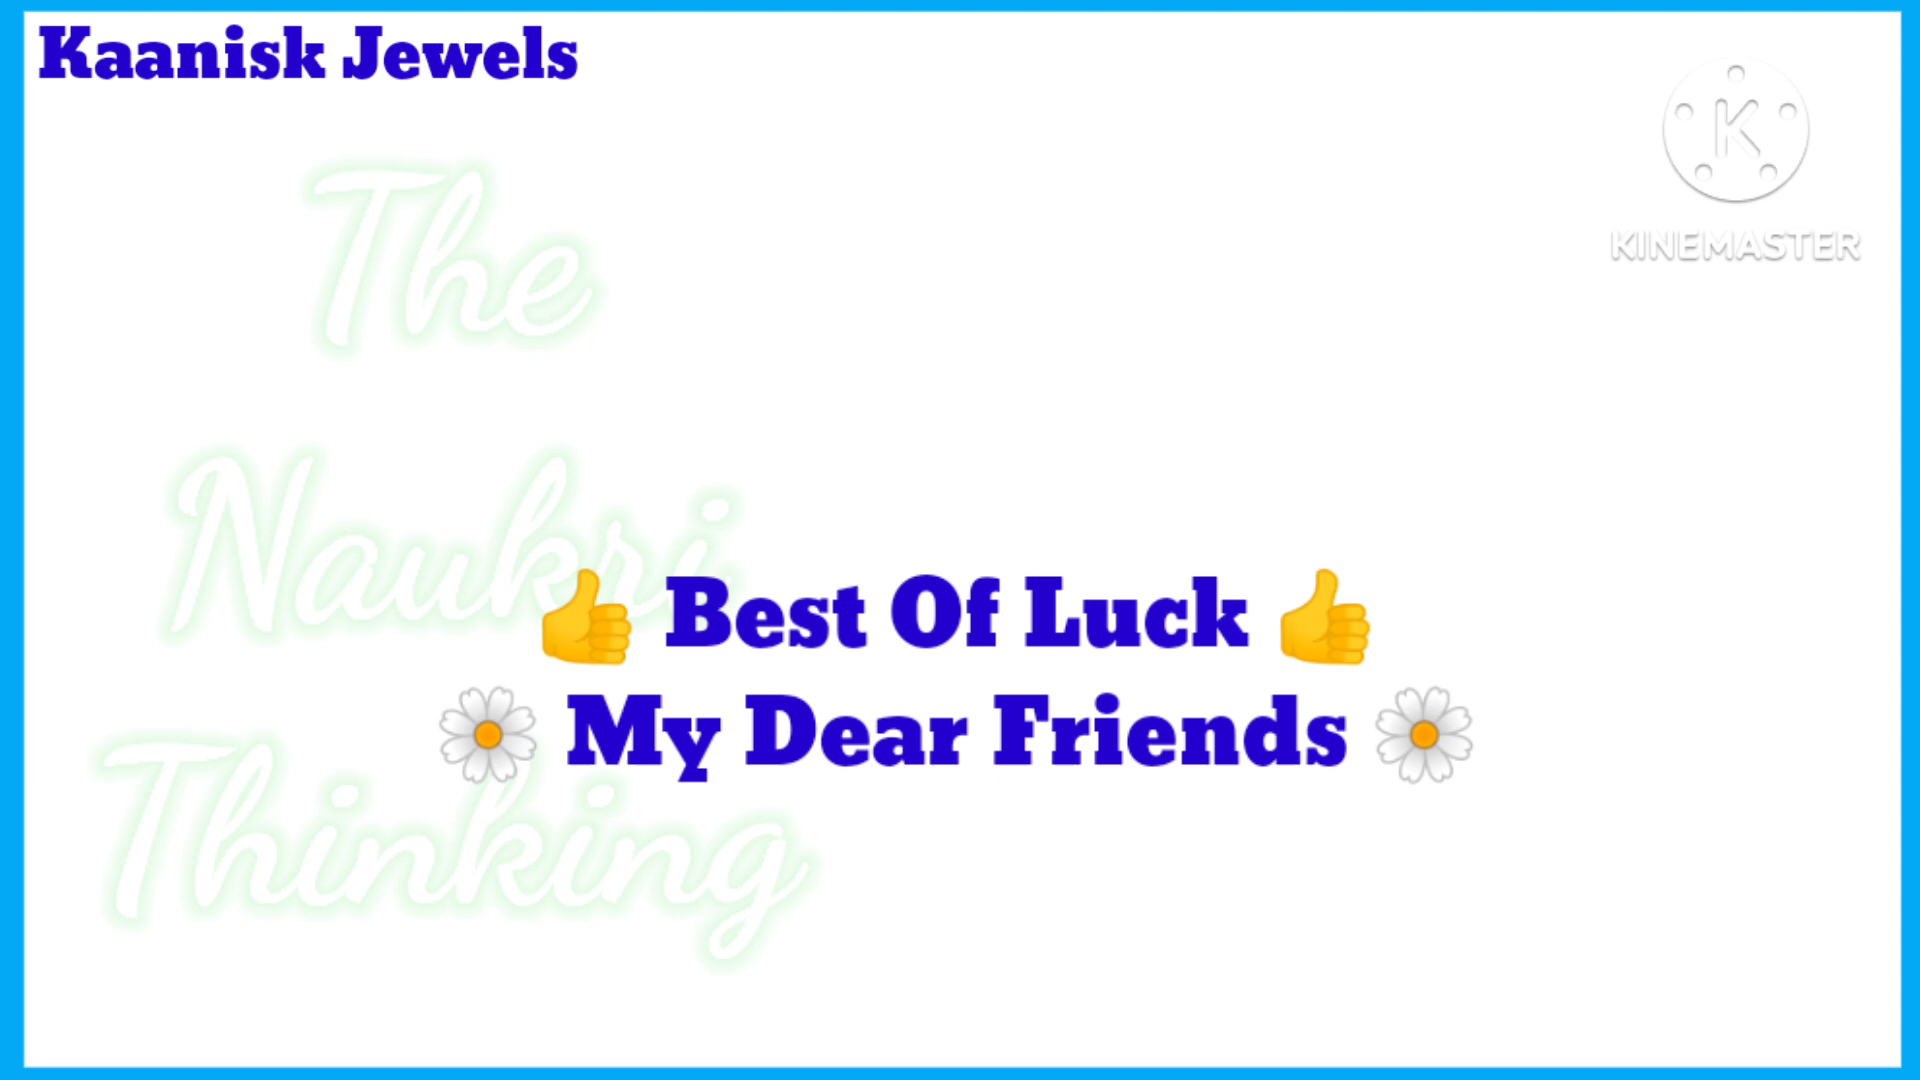 Kaanisk Jewels
K
KINEMASTER
The
Naukri
👍 Best Of Luck 👍
🌼 My Dear Friends 🌼
Thinking